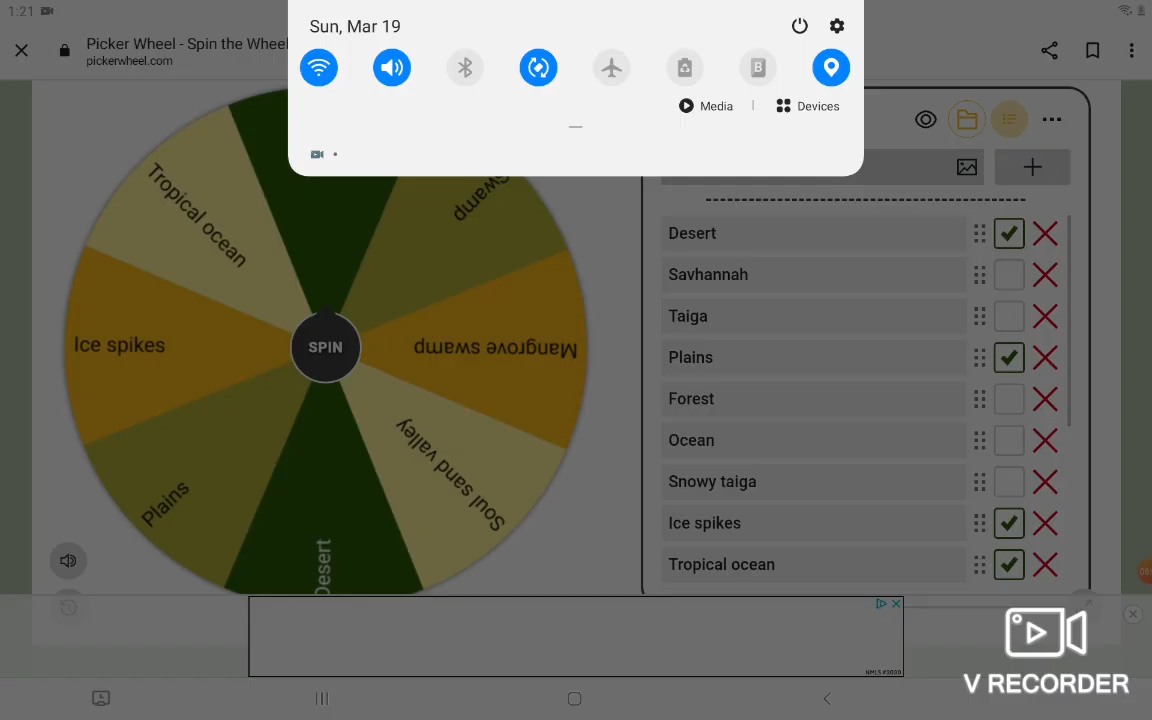 1:21
Sun, Mar 19
Picker Wheel - Spin the Wheel
pickerwheel.com
Media
Devices
Tropical ocean
Swamp
Ice spikes
SPIN
Mangrove swamp
Plains
Desert
Soul sand valley
Desert
Savhannah
Taiga
Plains
Forest
Ocean
Snowy taiga
Ice spikes
Tropical ocean
V RECORDER